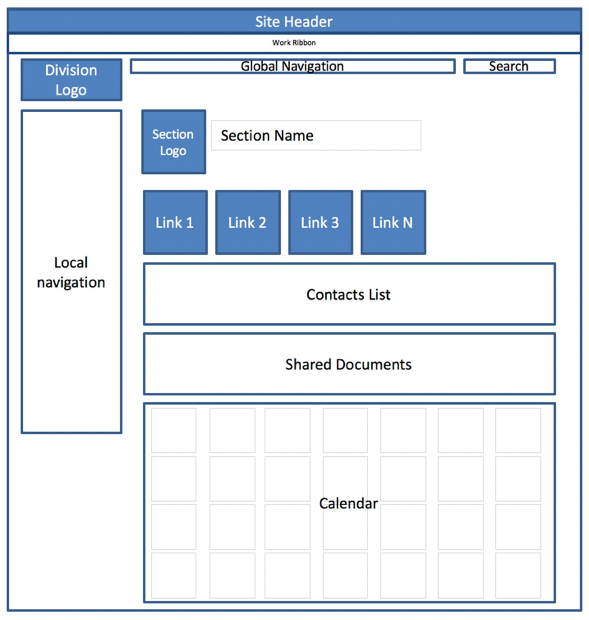 Site Header
Work Ribbon
Division
Logo
Global Navigation
Search
Section
Logo
Section Name
Link 1
Link 2
Link 3
Link N
Local
navigation
Contacts List
Shared Documents
Calendar